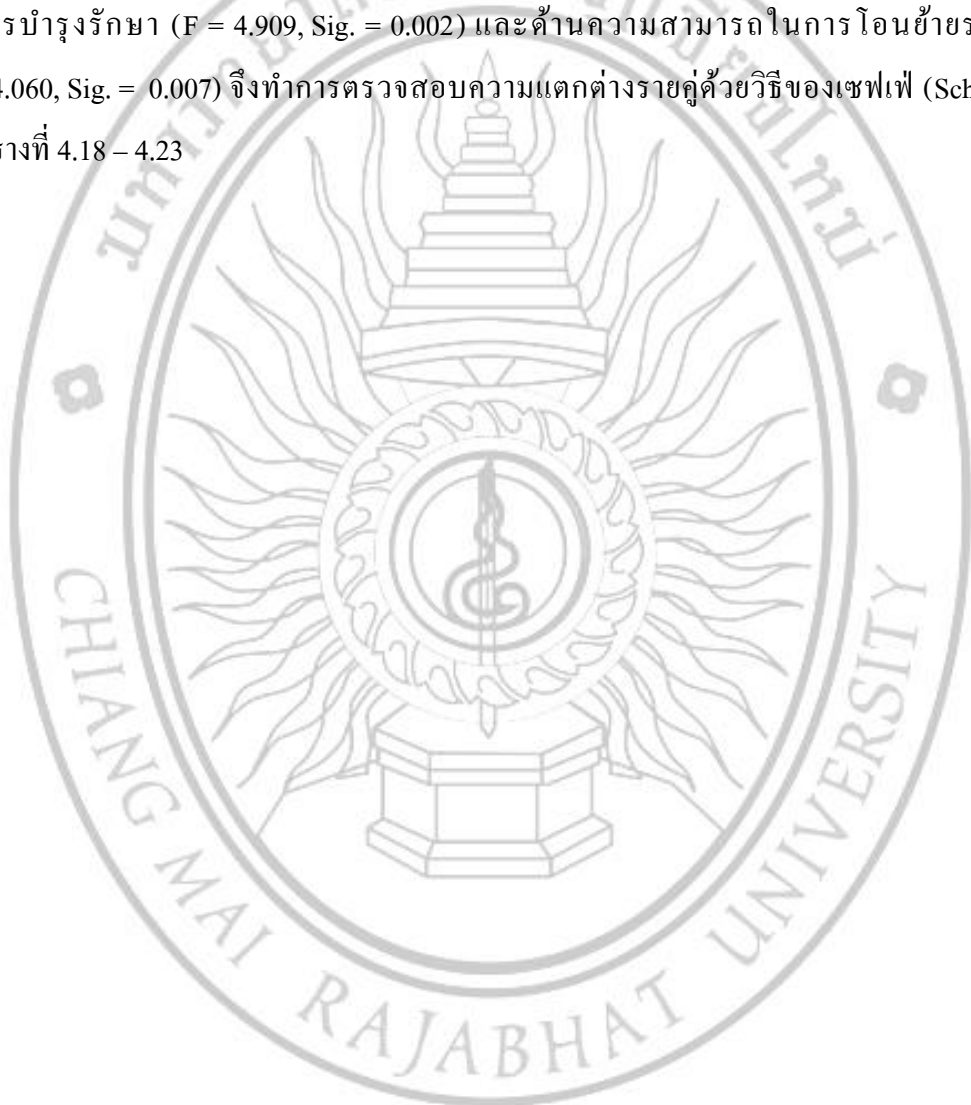 รบำรุงรักษา (F = 4.909, Sig. = 0.002) และด้านความสามารถในการโอนย้ายร
4.060, Sig. = 0.007) จึงทำการตรวจสอบความแตกต่างรายคู่ด้วยวิธีของเซฟเฟ่ (Sch
รางที่ 4.18 – 4.23
CHIANG MAI RAJABHAT UNIVERSITY